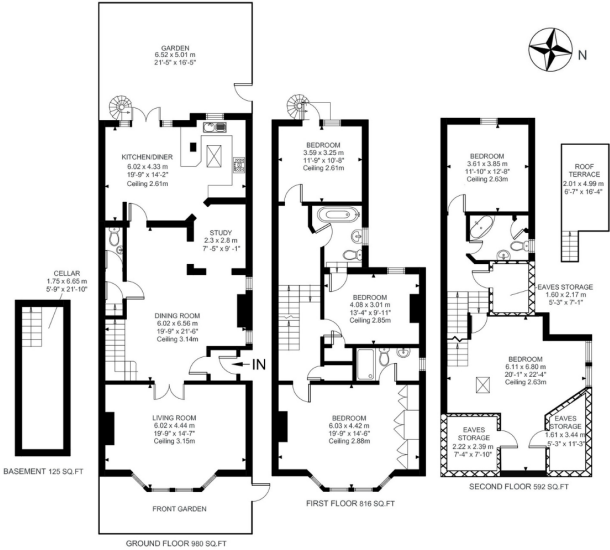 GARDEN
6.52 x 5.01 m
21'-5" x 16'-5"
N
KITCHEN/DINER
6.02 x 4.33 m
19'-9" x 14'-2"
Ceiling 2.61m
STUDY
2.3 x 2.8 m
7' -5" x 9' -1"
CELLAR
1.75 x 6.65 m
5'-9" x 21'-10"
DINING ROOM
6.02 x 6.56 m
19'-9" x 21'-6"
Ceiling 3.14m
IN
LIVING ROOM
6.02 x 4.44 m
19'-9" x 14'-7"
Ceiling 3.15m
FRONT GARDEN
BASEMENT 125 SQ.FT
GROUND FLOOR 980 SQ.FT
BEDROOM
3.59 x 3.25 m
11'-9" x 10'-8"
Ceiling 2.61m
BEDROOM
4.08 x 3.01 m
13'-4" x 9'-11"
Ceiling 2.85m
BEDROOM
6.03 x 4.42 m
19'-9" x 14'-6"
Ceiling 2.88m
FIRST FLOOR 816 SQ.FT
BEDROOM
3.61 x 3.85 m
11'-10" x 12'-8"
Ceiling 2.63m
ROOF
TERRACE
2.01 x 4.99 m
6'-7" x 16'-4"
EAVES STORAGE
1.60 x 2.17 m
5'-3" x 7'-1"
BEDROOM
6.11 x 6.80 m
20'-1" x 22'-4"
Ceiling 2.63m
EAVES
STORAGE
2.22 x 2.39 m
7'-4" x 7'-10"
EAVES
STORAGE
1.61 x 3.44 m
5'-3" x 11'-3"
SECOND FLOOR 592 SQ.FT